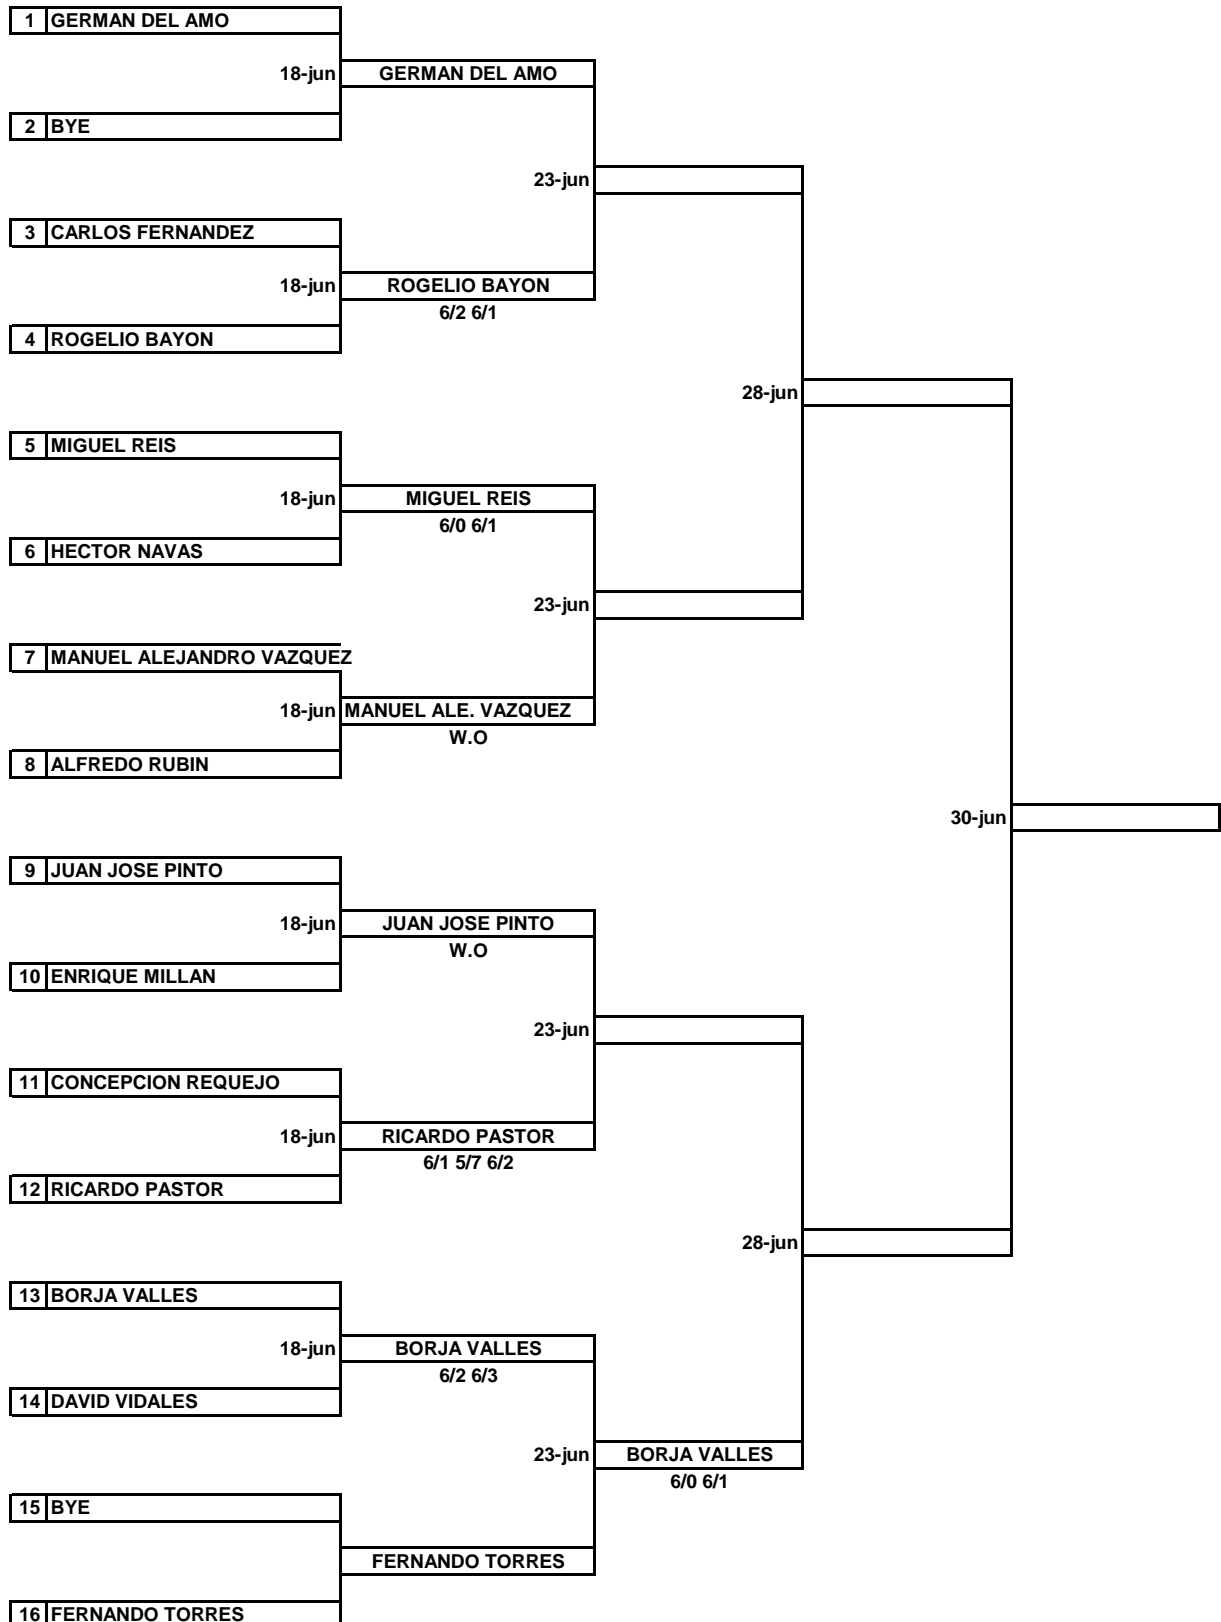 1 GERMAN DEL AMO
18-jun GERMAN DEL AMO
2 BYE
23-jun
3 CARLOS FERNANDEZ
18-jun ROGELIO BAYON
6/2 6/1
4 ROGELIO BAYON
28-jun
5 MIGUEL REIS
18-jun MIGUEL REIS
6/0 6/1
6 HECTOR NAVAS
23-jun
7 MANUEL ALEJANDRO VAZQUEZ
18-jun MANUEL ALE. VAZQUEZ
W.O
8 ALFREDO RUBIN
30-jun
9 JUAN JOSE PINTO
18-jun JUAN JOSE PINTO
W.O
10 ENRIQUE MILLAN
23-jun
11 CONCEPCION REQUEJO
18-jun RICARDO PASTOR
6/1 5/7 6/2
12 RICARDO PASTOR
28-jun
13 BORJA VALLES
18-jun BORJA VALLES
6/2 6/3
14 DAVID VIDALES
23-jun BORJA VALLES
6/0 6/1
15 BYE
FERNANDO TORRES
16 FERNANDO TORRES